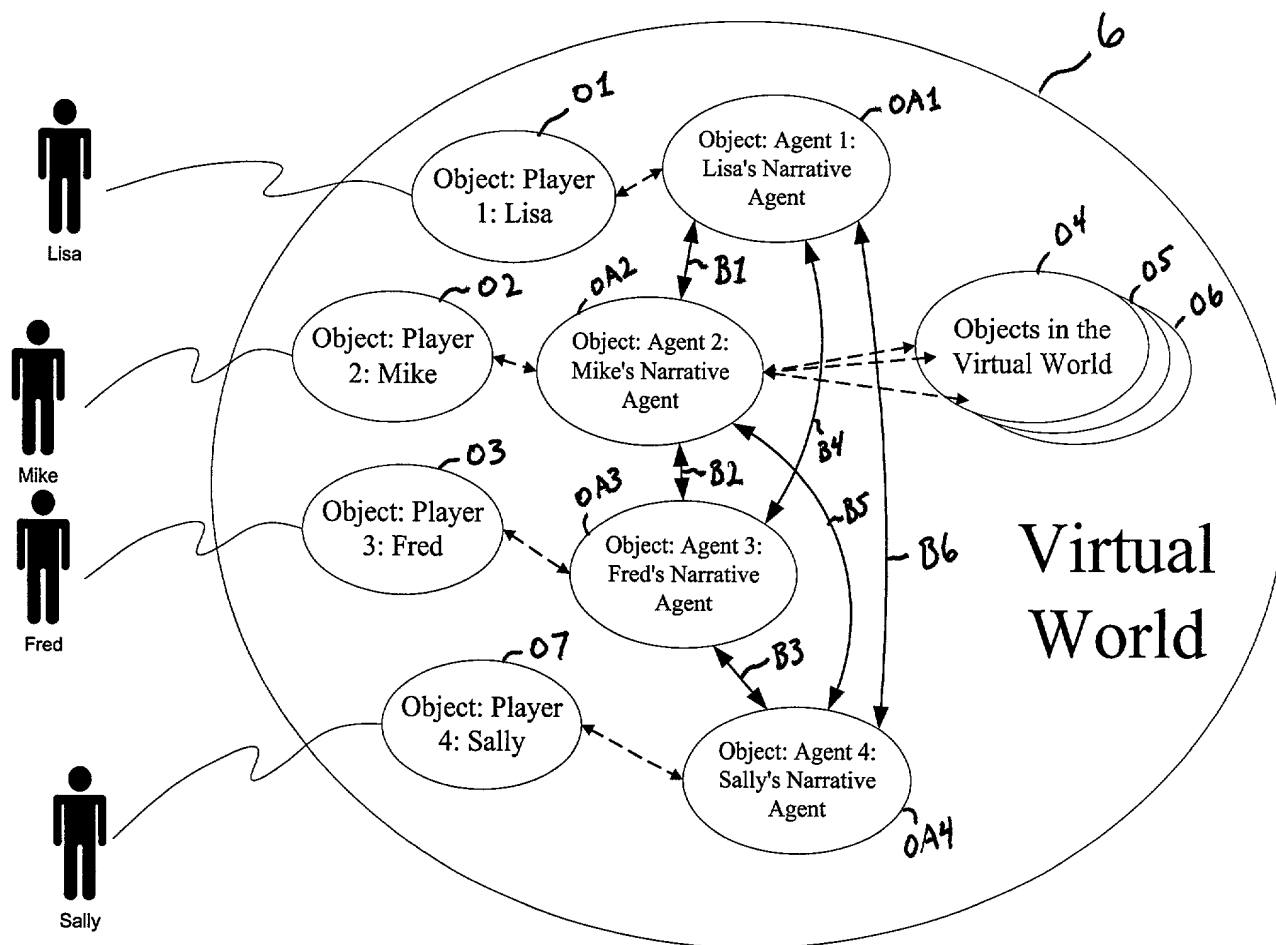 6
O1
OA1
Object: Player
1: Lisa
Object: Agent 1:
Lisa's Narrative
Agent
Lisa
O4
O5
O6
B1
OA2
O2
Object: Player
2: Mike
Object: Agent 2:
Mike's Narrative
Agent
Objects in the
Virtual World
Mike
B4
O3
B2
OA3
B5
B6
Object: Player
3: Fred
Object: Agent 3:
Fred's Narrative
Agent
Virtual
World
Fred
O7
B3
Object: Player
4: Sally
Object: Agent 4:
Sally's Narrative
Agent
OA4
Sally